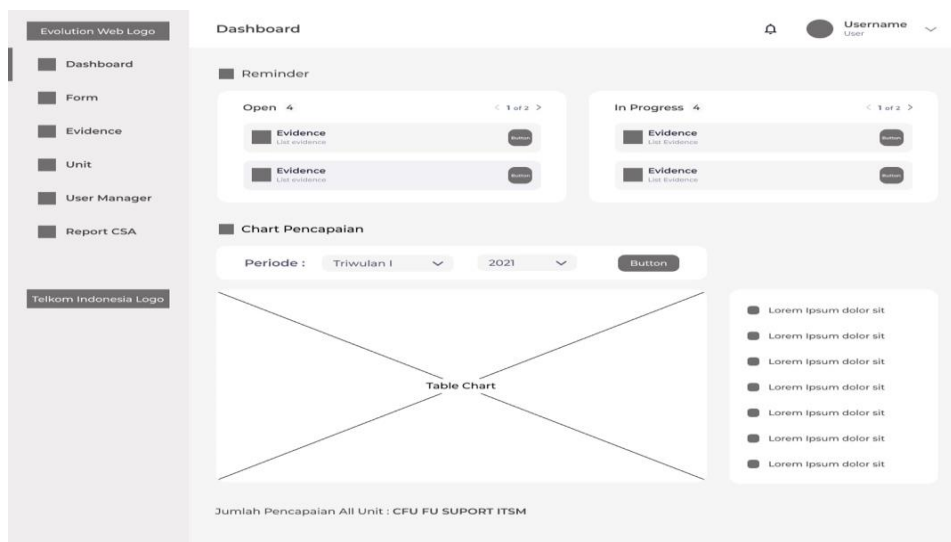 Evolution Web Logo
Dashboard
Form
Evidence
Unit
User Manager
Report CSA
Telkom Indonesia Logo
Dashboard
Username
User
Reminder
Open 4
< 1 of 2 >
Evidence
List evidence
Button
Evidence
List evidence
Button
In Progress 4
< 1 of 2 >
Evidence
List Evidence
Button
Evidence
List Evidence
Button
Chart Pencapaian
Periode : Triwulan I 2021 Button
Table Chart
Lorem Ipsum dolor sit
Lorem Ipsum dolor sit
Lorem Ipsum dolor sit
Lorem Ipsum dolor sit
Lorem Ipsum dolor sit
Lorem Ipsum dolor sit
Lorem Ipsum dolor sit
Jumlah Pencapaian All Unit : CFU FU SUPORT ITSM